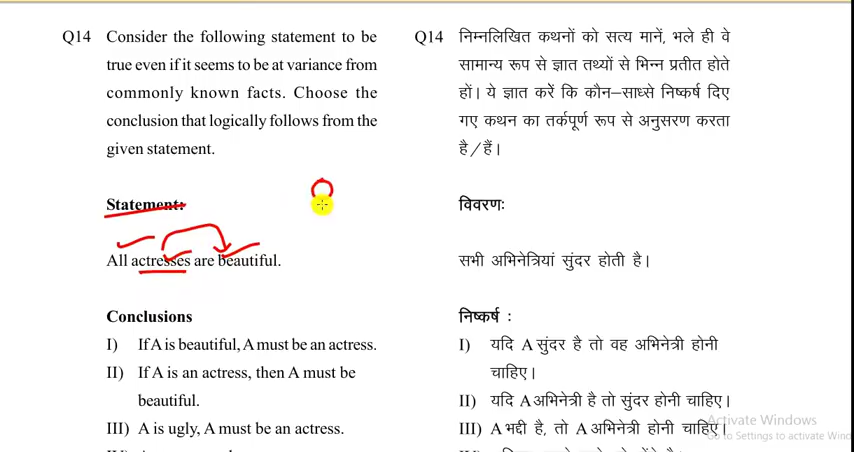 Q14 Consider the following statement to be
true even if it seems to be at variance from
commonly known facts. Choose the
conclusion that logically follows from the
given statement.
Statement:
All actresses are beautiful.
Conclusions
I) If A is beautiful, A must be an actress.
II) If A is an actress, then A must be
beautiful.
III) A is ugly, A must be an actress.
Q14 निम्नलिखित कथनों को सत्य मानें, भले ही वे
सामान्य रूप से ज्ञात तथ्यों से भिन्न प्रतीत होते
हों। ये ज्ञात करें कि कौन–साध्से निष्कर्ष दिए
गए कथन का तर्कपूर्ण रूप से अनुसरण करता
है/हैं।
विवरणः
सभी अभिनेत्रियां सुंदर होती है।
निष्कर्ष :
I) यदि A सुंदर है तो वह अभिनेत्री होनी
चाहिए।
II) यदि A अभिनेत्री है तो सुंदर होनी चाहिए।
III) A भद्दी है, तो A अभिनेत्री होनी चाहिए।
Activate Windows
Go to Settings to activate Wind